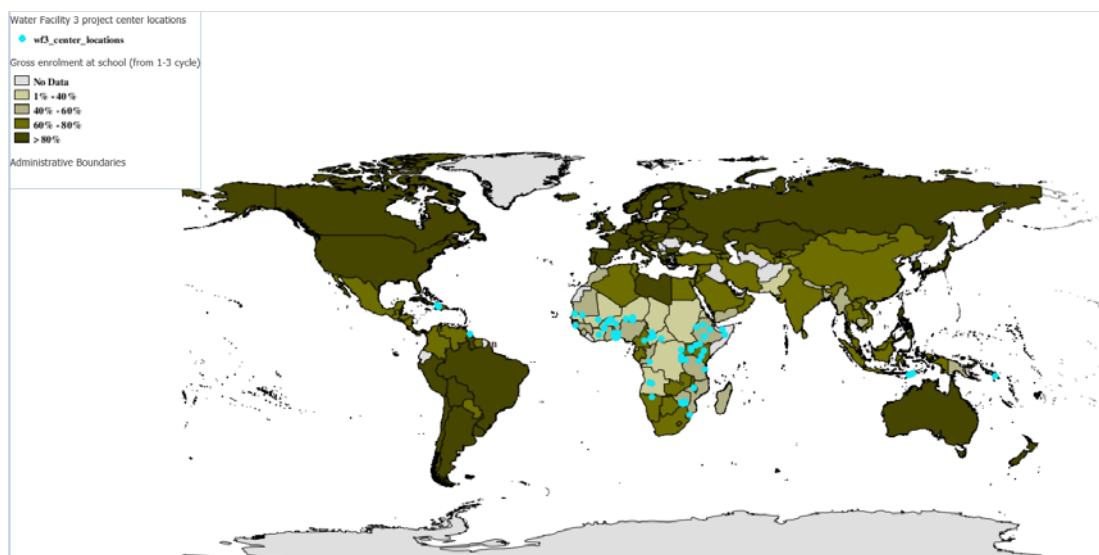 Water Facility 3 project center locations
wf3_center_locations
Gross enrolment at school (from 1-3 cycle)
No Data
1% - 40%
40% - 60%
60% - 80%
> 80%
Administrative Boundaries